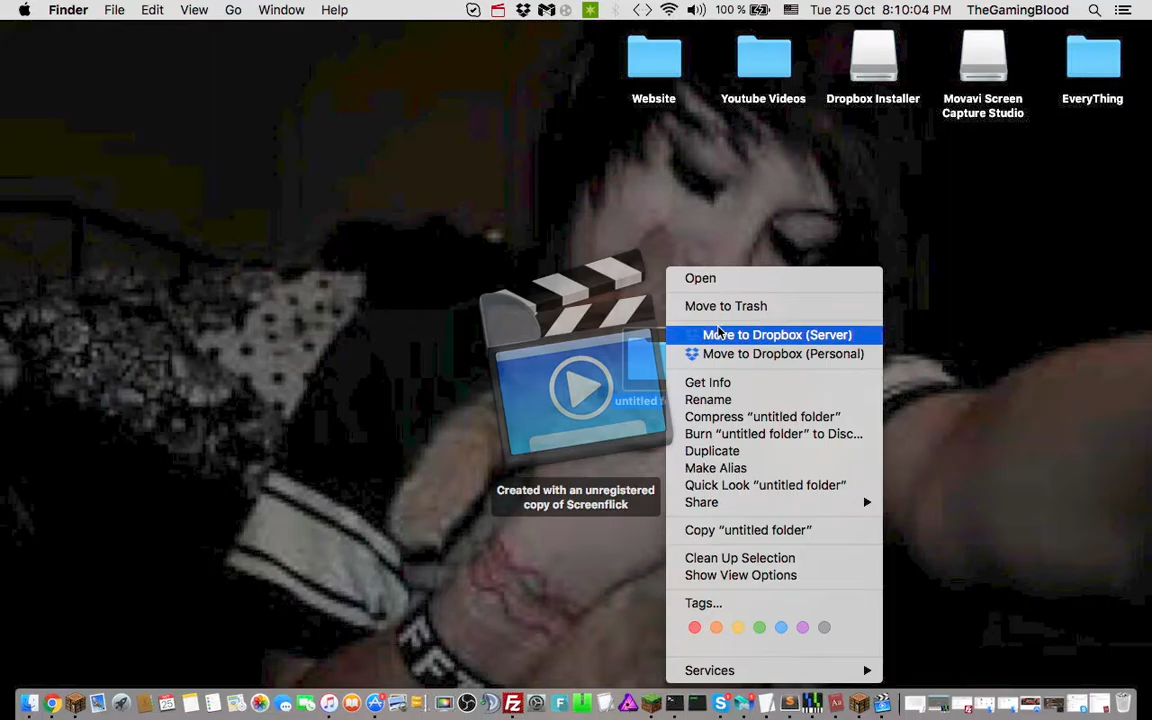 Finder File Edit View Go Window Help 100 % Tue 25 Oct 8:10:04 PM TheGamingBlood
Website Youtube Videos Dropbox Installer Movavi Screen EveryThing
Capture Studio
Open
Move to Trash
Move to Dropbox (Server)
Move to Dropbox (Personal)
Get Info
Rename
Compress “untitled folder”
Burn “untitled folder” to Disc...
Duplicate
Make Alias
Quick Look “untitled folder”
Share
Copy “untitled folder”
Clean Up Selection
Show View Options
Tags...
Services
untitled f
Created with an unregistered
copy of Screenflick